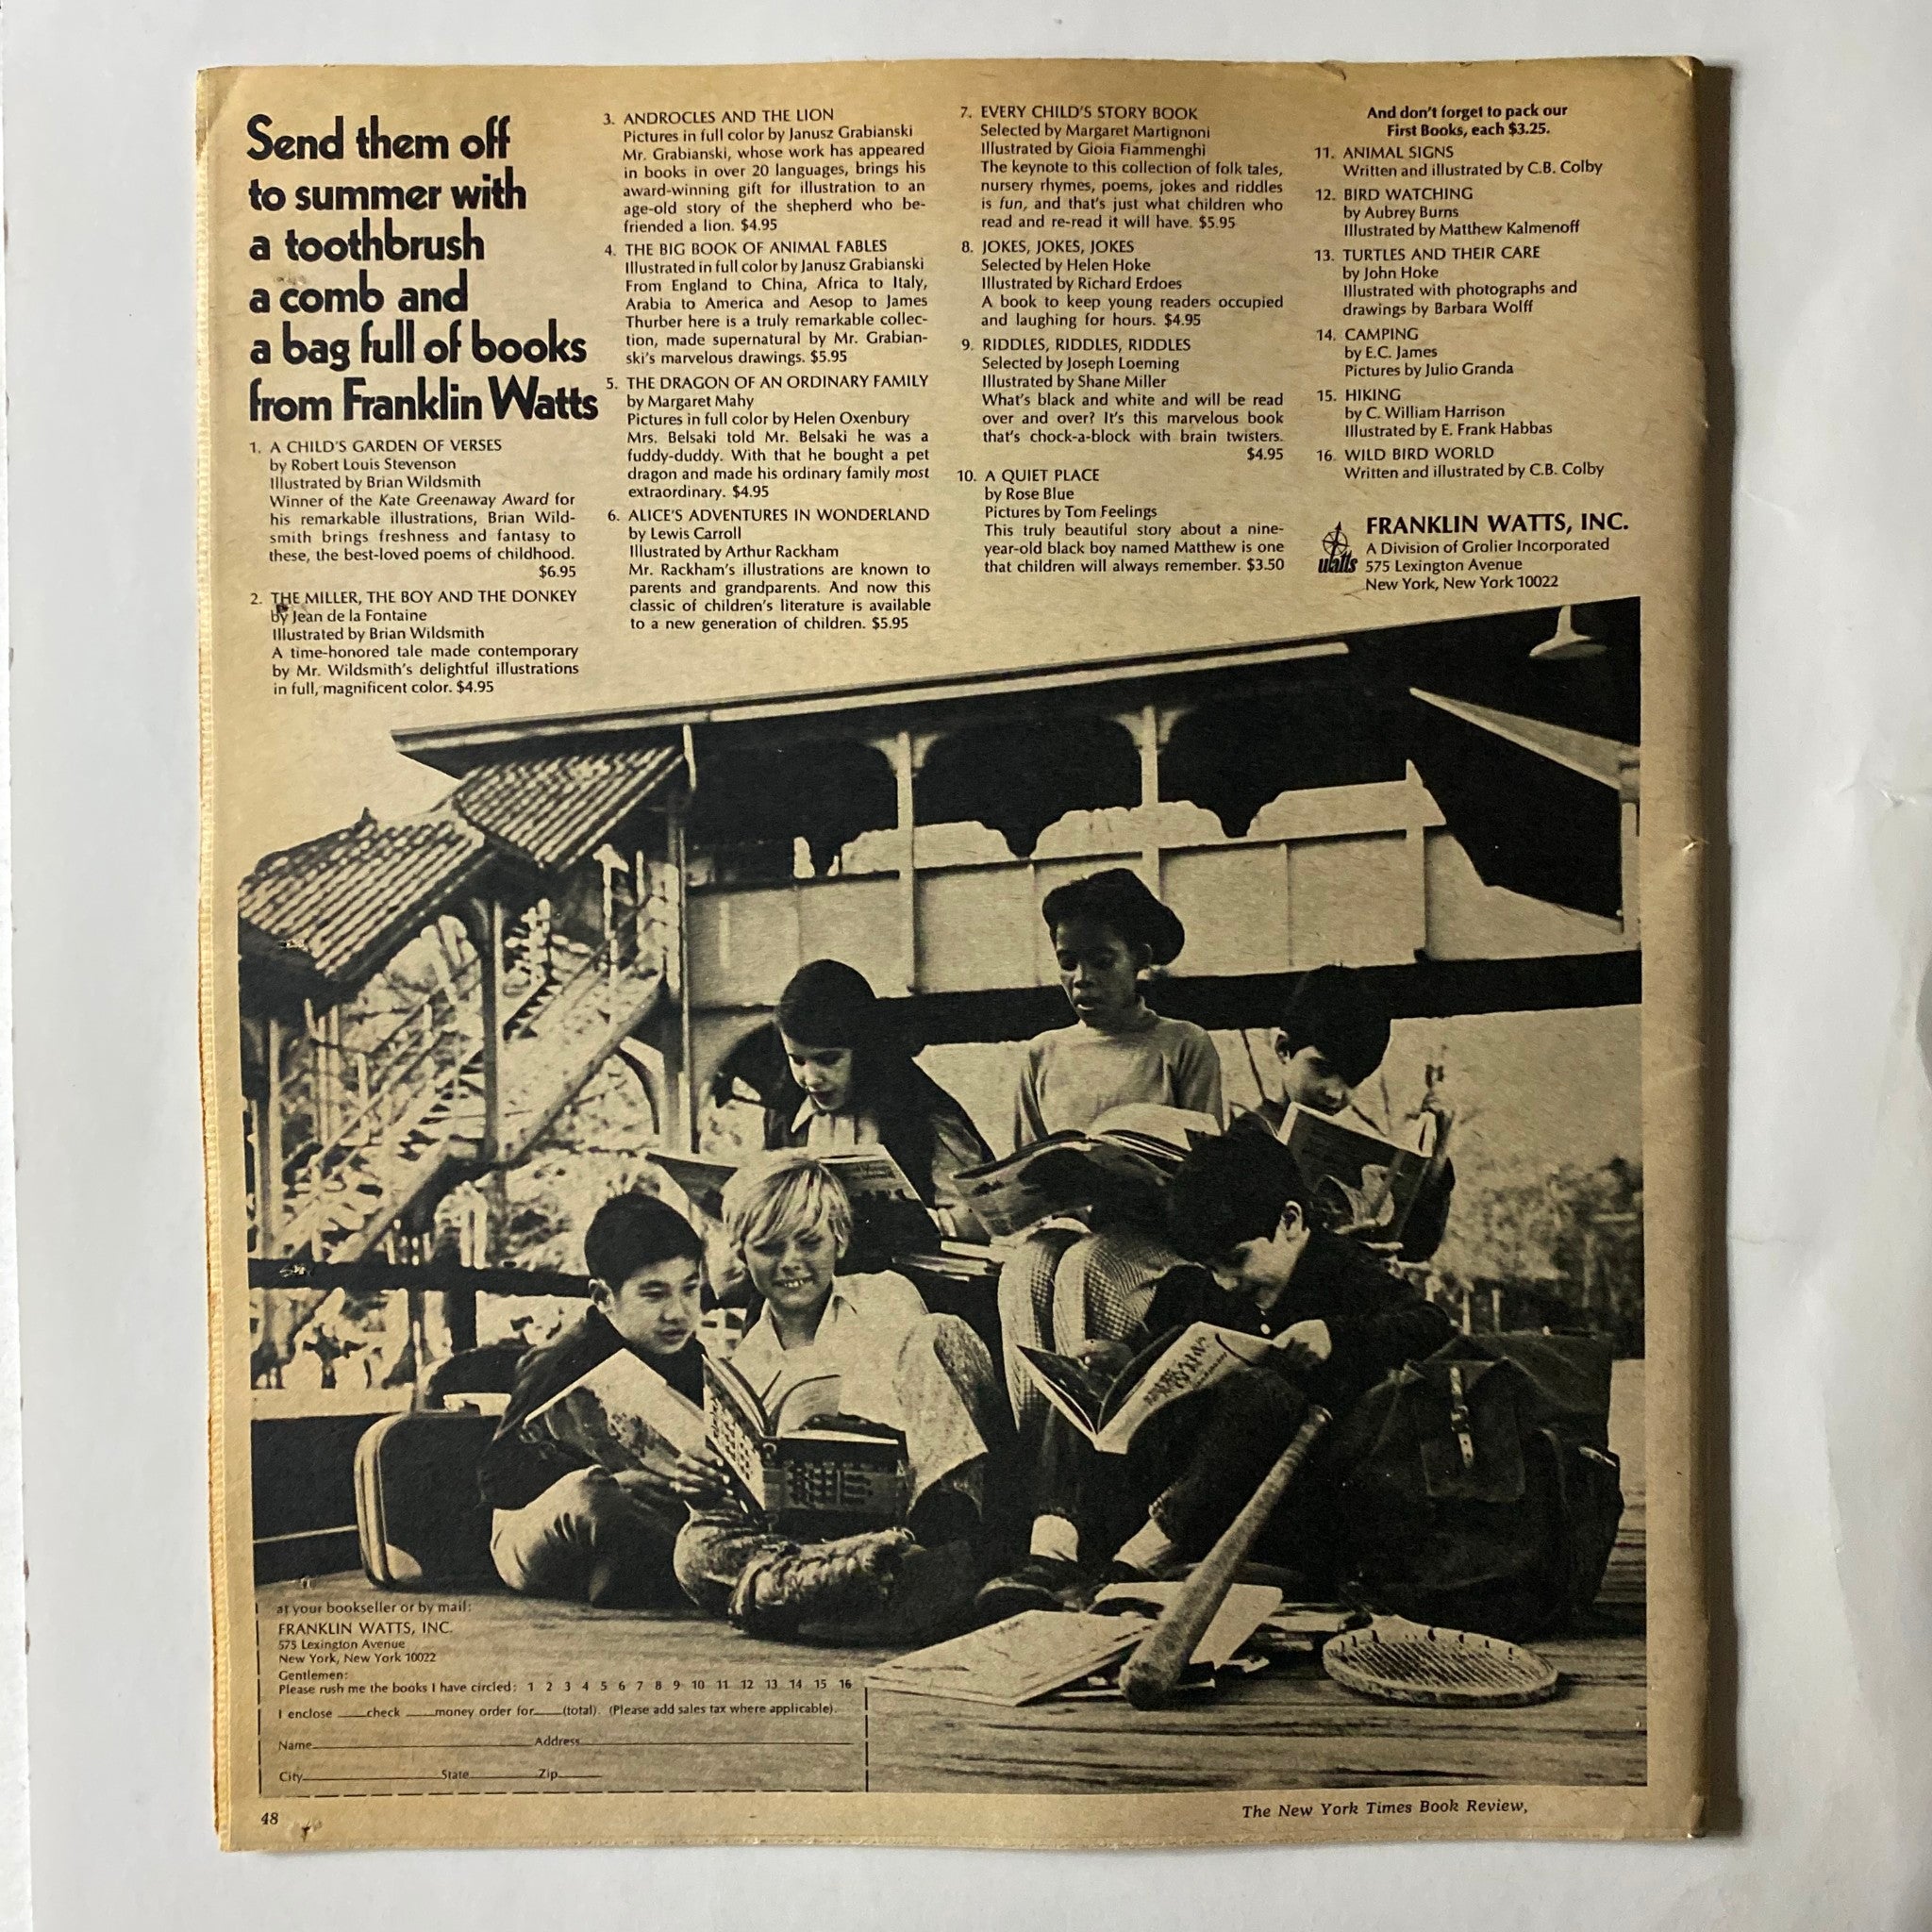 Send them off
to summer with
a toothbrush
a comb and
a bag full of books
from Franklin Watts
1. A CHILD'S GARDEN OF VERSES
by Robert Louis Stevenson
Illustrated by Brian Wildsmith
Winner of the Kate Greenaway Award for
his remarkable illustrations, Brian Wild-
smith brings freshness and fantasy to
these, the best-loved poems of childhood.
$6.95
2. THE MILLER, THE BOY AND THE DONKEY
by Jean de la Fontaine
Illustrated by Brian Wildsmith
A time-honored tale made contemporary
by Mr. Wildsmith's delightful illustrations
in full, magnificent color. $4.95
3. ANDROCLES AND THE LION
Pictures in full color by Janusz Grabianski
Mr. Grabianski, whose work has appeared
in books in over 20 languages, brings his
award-winning gift for illustration to an
age-old story of the shepherd who be-
friended a lion. $4.95
4. THE BIG BOOK OF ANIMAL FABLES
Illustrated in full color by Janusz Grabianski
From England to China, Africa to Italy,
Arabia to America and Aesop to James
Thurber here is a truly remarkable collec-
tion, made supernatural by Mr. Grabian-
ski's marvelous drawings. $5.95
5. THE DRAGON OF AN ORDINARY FAMILY
by Margaret Mahy
Pictures in full color by Helen Oxenbury
Mrs. Belsaki told Mr. Belsaki he was a
fuddy-duddy. With that he bought a pet
dragon and made his ordinary family most
extraordinary. $4.95
6. ALICE'S ADVENTURES IN WONDERLAND
by Lewis Carroll
Illustrated by Arthur Rackham
Mr. Rackham's illustrations are known to
parents and grandparents. And now this
classic of children's literature is available
to a new generation of children. $5.95
7. EVERY CHILD'S STORY BOOK
Selected by Margaret Martignoni
Illustrated by Gioia Fiammenghi
The keynote to this collection of folk tales,
nursery rhymes, poems, jokes and riddles
is fun, and that's just what children who
read and re-read it will have. $5.95
8. JOKES, JOKES, JOKES
Selected by Helen Hoke
Illustrated by Richard Erdoes
A book to keep young readers occupied
and laughing for hours. $4.95
9. RIDDLES, RIDDLES, RIDDLES
Selected by Joseph Loeming
Illustrated by Shane Miller
What's black and white and will be read
over and over? It's this marvelous book
that's chock-a-block with brain twisters.
$4.95
10. A QUIET PLACE
by Rose Blue
Pictures by Tom Feelings
This truly beautiful story about a nine-
year-old black boy named Matthew is one
that children will always remember. $3.50
And don't forget to pack our
First Books, each $3.25.
11. ANIMAL SIGNS
Written and illustrated by C.B. Colby
12. BIRD WATCHING
by Aubrey Burns
Illustrated by Matthew Kalmenoff
13. TURTLES AND THEIR CARE
by John Hoke
Illustrated with photographs and
drawings by Barbara Wolff
14. CAMPING
by E.C. James
Pictures by Julio Granda
15. HIKING
by C. William Harrison
Illustrated by E. Frank Habbas
16. WILD BIRD WORLD
Written and illustrated by C.B. Colby
watts
FRANKLIN WATTS, INC.
A Division of Grolier Incorporated
575 Lexington Avenue
New York, New York 10022
at your bookseller or by mail:
FRANKLIN WATTS, INC.
575 Lexington Avenue
New York, New York 10022
Gentlemen:
Please rush me the books I have circled: 1 2 3 4 5 6 7 8 9 10 11 12 13 14 15 16
I enclose ____check ____money order for____(total). (Please add sales tax where applicable).
Name____ Address____
City____ State____ Zip____
48
The New York Times Book Review,